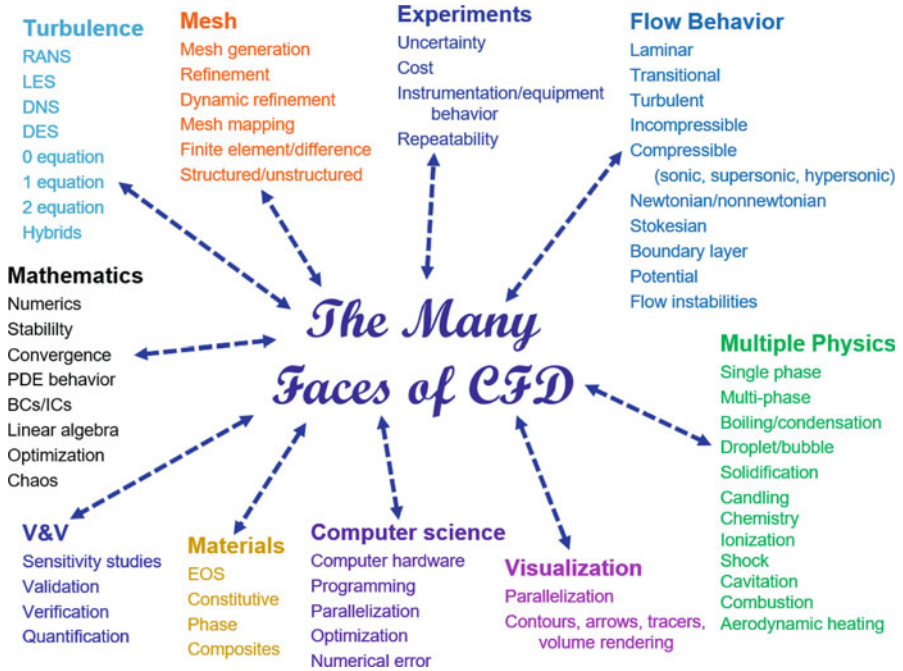 Turbulence
RANS
LES
DNS
DES
0 equation
1 equation
2 equation
Hybrids
Mesh
Mesh generation
Refinement
Dynamic refinement
Mesh mapping
Finite element/difference
Structured/unstructured
Experiments
Uncertainty
Cost
Instrumentation/equipment
behavior
Repeatability
Flow Behavior
Laminar
Transitional
Turbulent
Incompressible
Compressible
(sonic, supersonic, hypersonic)
Newtonian/nonnewtonian
Stokesian
Boundary layer
Potential
Flow instabilities
Mathematics
Numerics
Stabililty
Convergence
PDE behavior
BCs/ICs
Linear algebra
Optimization
Chaos
The Many
Faces of CFD
Multiple Physics
Single phase
Multi-phase
Boiling/condensation
Droplet/bubble
Solidification
Candling
Chemistry
Ionization
Shock
Cavitation
Combustion
Aerodynamic heating
V&V
Sensitivity studies
Validation
Verification
Quantification
Materials
EOS
Constitutive
Phase
Composites
Computer science
Computer hardware
Programming
Parallelization
Optimization
Numerical error
Visualization
Parallelization
Contours, arrows, tracers,
volume rendering